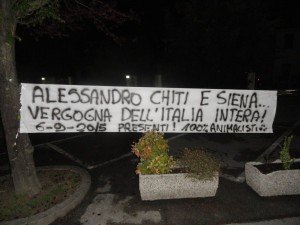 ALESSANDRO CHITI E SIENA...
VERGOGNA DELL'ITALIA INTERA!
6-9-2015 PRESENTI! 100% ANIMALISTI